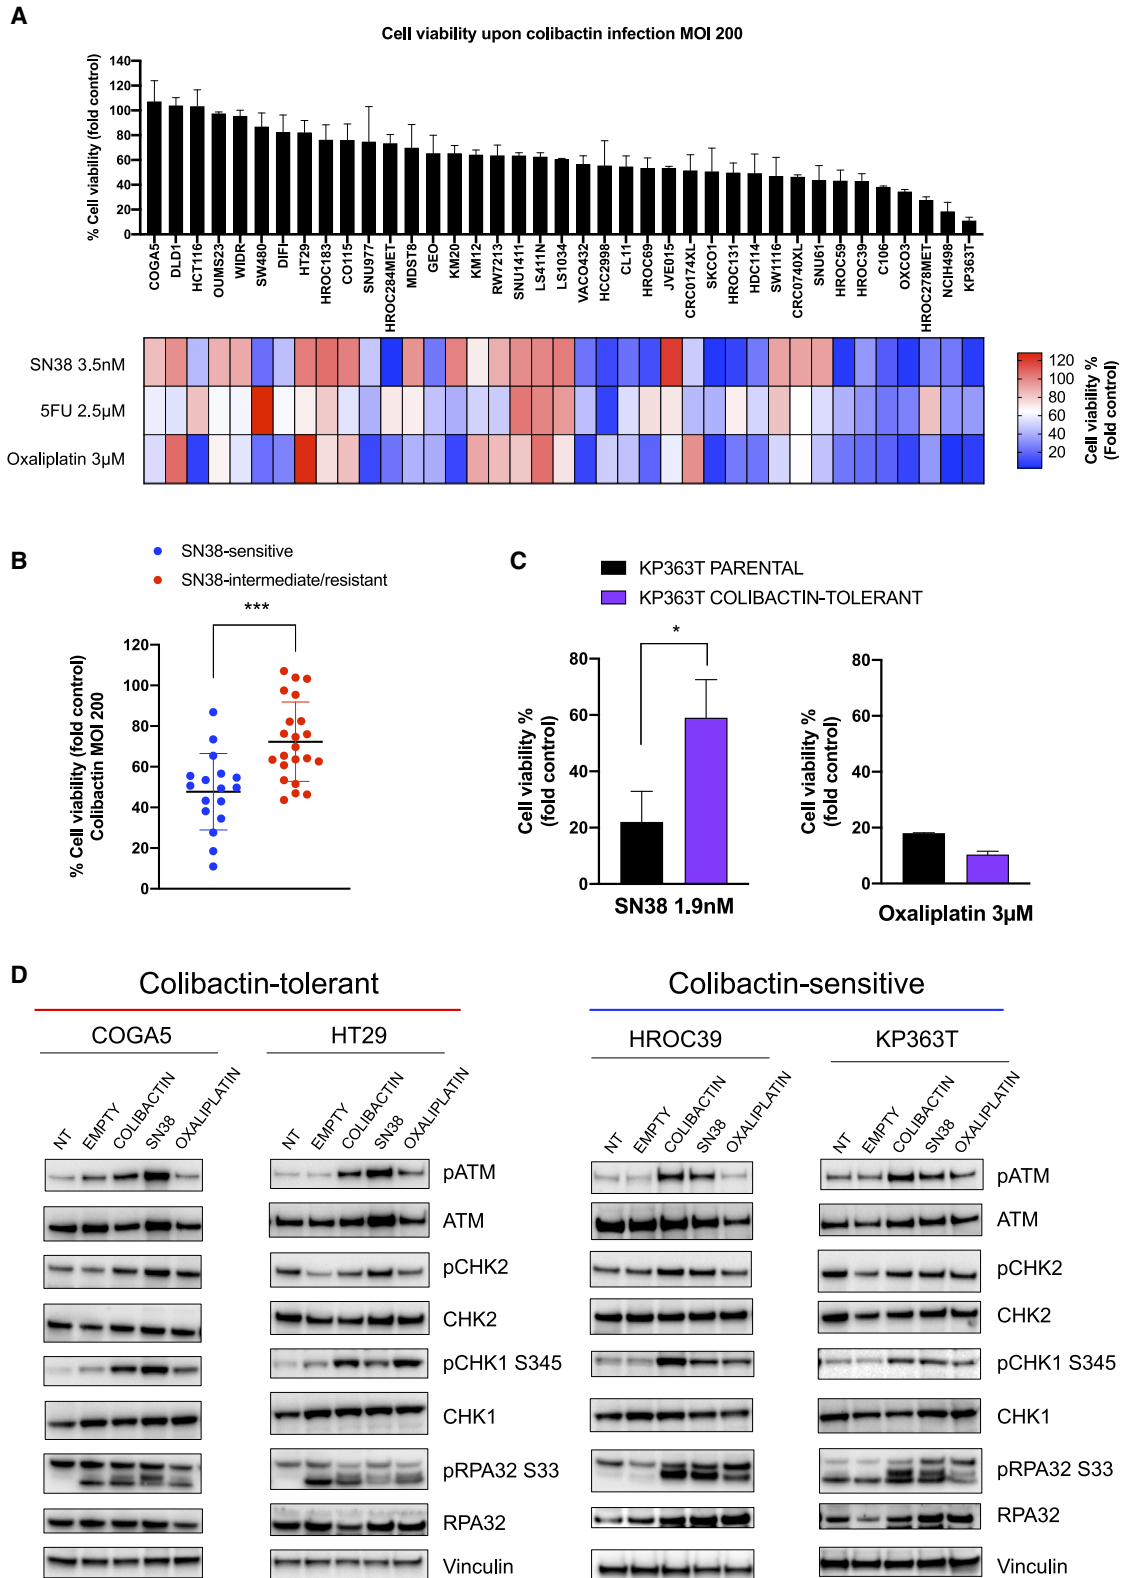 A
Cell viability upon colibactin infection MOI 200
% Cell viability (fold control)
140
120
100
80
60
40
20
0
COGA5
DLD1
HCT116
OUMS23
WIDR
SW480
DIFI
HT29
HROC183
CO115
SNU977
HROC284MET
MDST8
GEO
KM20
KM12
RW7213
SNU1411
LS411N
LS1034
VACO432
HCC2998
CL11
HROC69
JVE015
CRC0174XL
SKCO1
HROC131
HDC114
SW1116
CRC0740XL
SNU61
HROC59
HROC39
C106
OXCO3
HROC278MET
NCIH498
KP363T
SN38 3.5nM
5FU 2.5µM
Oxaliplatin 3µM
120
100
80
60
40
20
Cell viability %
(Fold control)
B
SN38-sensitive
SN38-intermediate/resistant
***
% Cell viability (fold control)
Colibactin MOI 200
120
100
80
60
40
20
0
C
KP363T PARENTAL
KP363T COLIBACTIN-TOLERANT
*
Cell viability %
(fold control)
80
60
40
20
0
SN38 1.9nM
Cell viability %
(fold control)
80
60
40
20
0
Oxaliplatin 3µM
D
Colibactin-tolerant
Colibactin-sensitive
COGA5
HT29
HROC39
KP363T
NT
EMPTY
COLIBACTIN
SN38
OXALIPLATIN
NT
EMPTY
COLIBACTIN
SN38
OXALIPLATIN
NT
EMPTY
COLIBACTIN
SN38
OXALIPLATIN
NT
EMPTY
COLIBACTIN
SN38
OXALIPLATIN
pATM
ATM
pCHK2
CHK2
pCHK1 S345
CHK1
pRPA32 S33
RPA32
Vinculin
pATM
ATM
pCHK2
CHK2
pCHK1 S345
CHK1
pRPA32 S33
RPA32
Vinculin